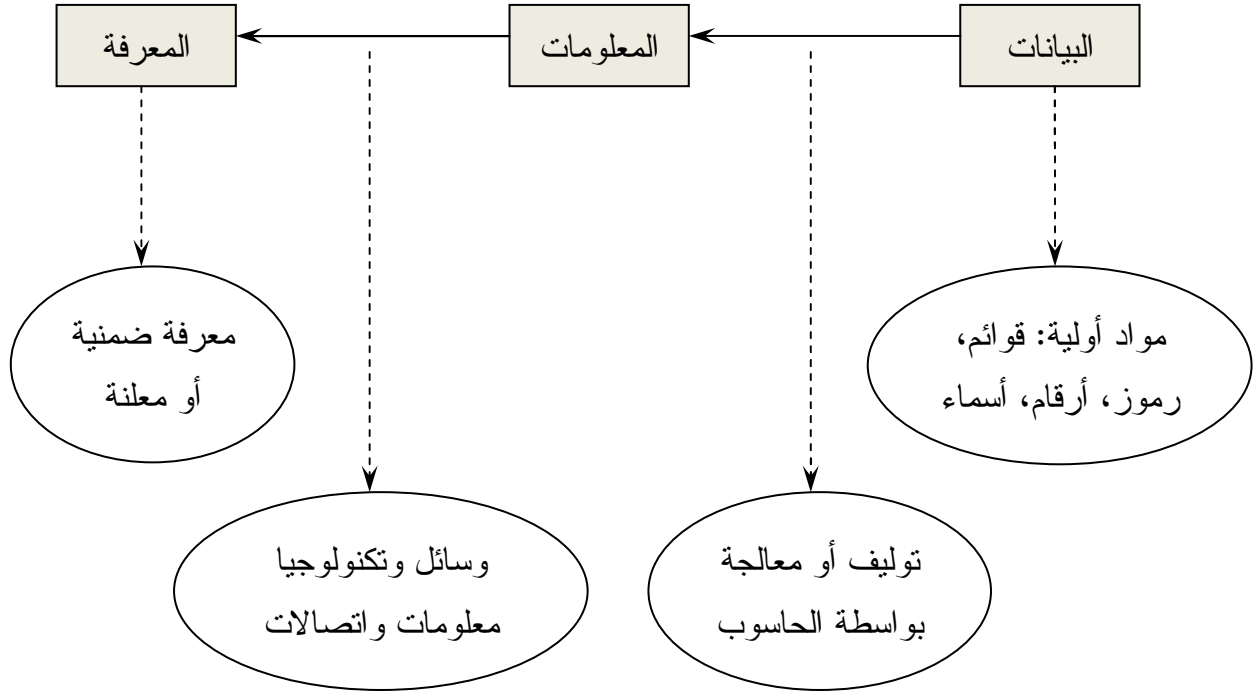 البيانات
المعلومات
المعرفة
مواد أولية: قوائم،
رموز، أرقام، أسماء
توليف أو معالجة
بواسطة الحاسوب
وسائل وتكنولوجيا
معلومات واتصالات
معرفة ضمنية
أو معلنة